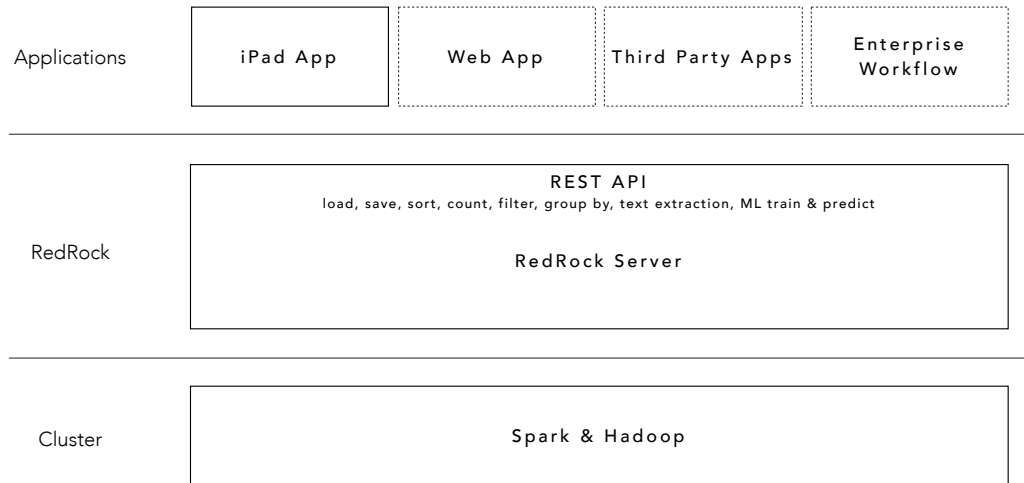 Applications
iPad App
Web App
Third Party Apps
Enterprise
Workflow
REST API
load, save, sort, count, filter, group by, text extraction, ML train & predict
RedRock
RedRock Server
Cluster
Spark & Hadoop